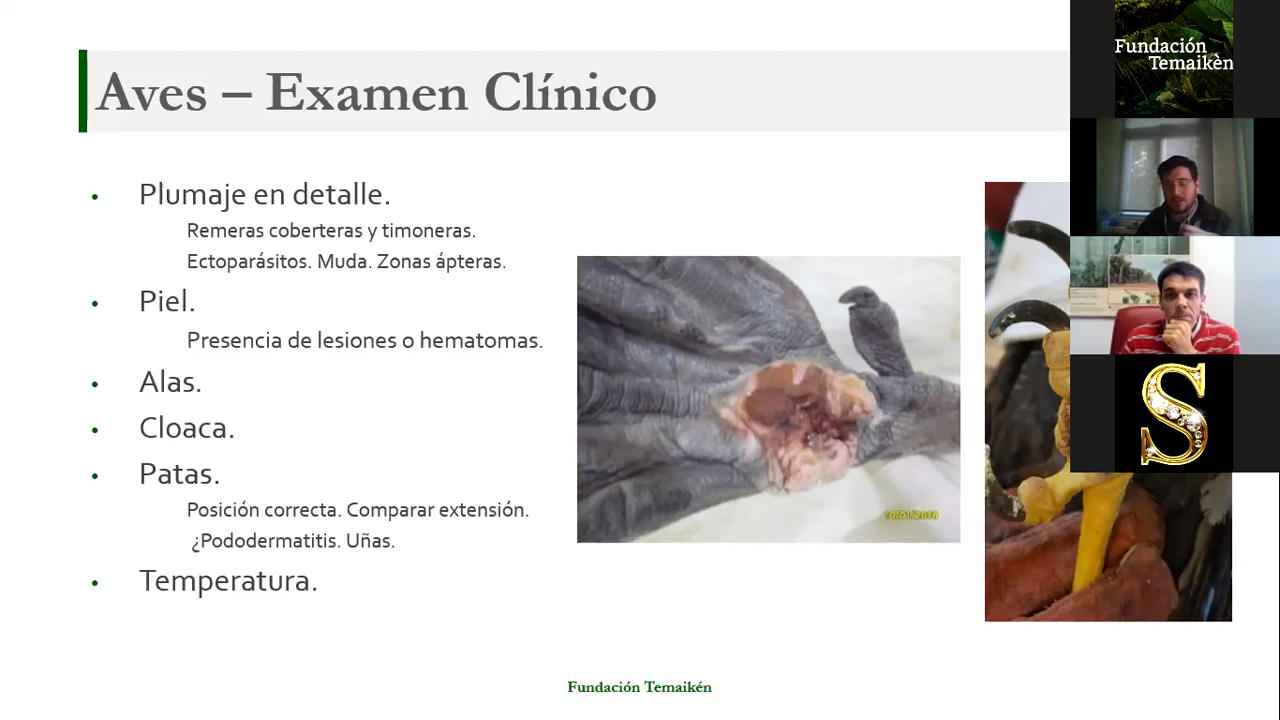 Aves – Examen Clínico
• Plumaje en detalle.
Remeras coberteras y timoneras.
Ectoparásitos. Muda. Zonas ápteras.
• Piel.
Presencia de lesiones o hematomas.
• Alas.
• Cloaca.
• Patas.
Posición correcta. Comparar extensión.
¿Pododermatitis. Uñas.
• Temperatura.
Fundación Temaikén
Fundación
Temaikèn
S